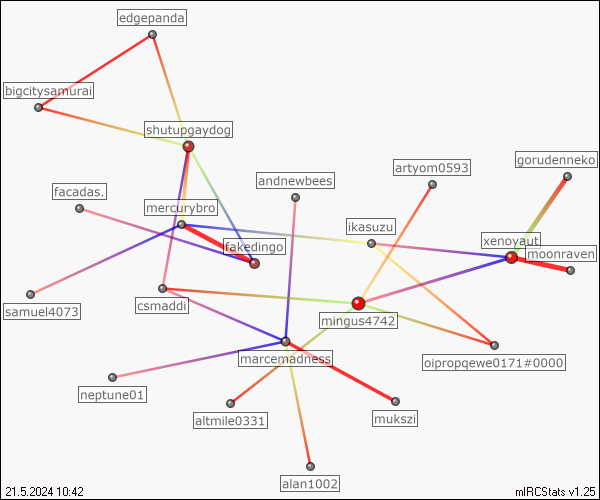 edgepanda
bigcitysamurai
shutupgaydog
gorudenneko
artyom0593
andnewbees
facadas.
mercurybro
ikasuzu
xenoyaut
fakedingo
moonraven
samuel4073
csmaddi
mingus4742
marcemadness
oipropqewe0171#0000
neptune01
altmile0331
mukszi
alan1002
21.5.2024 10:42
mIRCStats v1.25